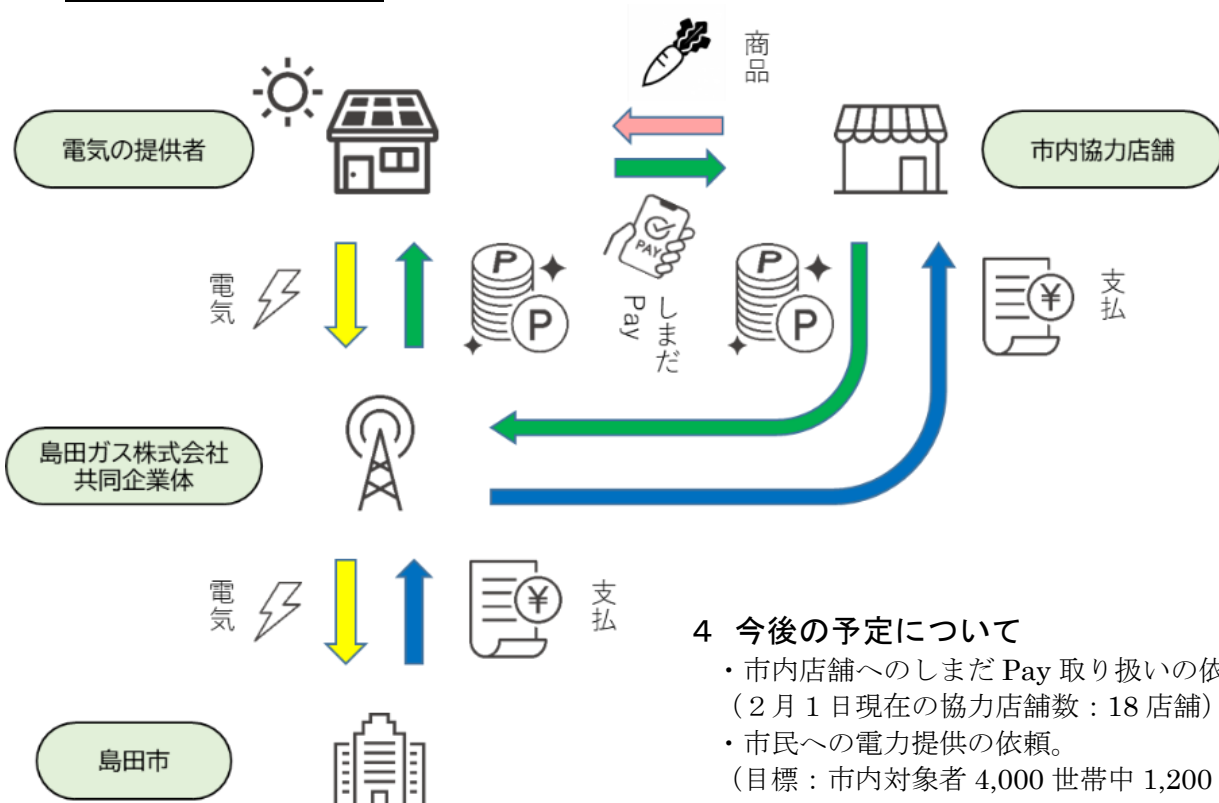 商品
電気の提供者
市内協力店舗
PAY
しまだ
Pay
P
P
P
P
電気
¥
支払
島田ガス株式会社
共同企業体
電気
¥
支払
島田市
4 今後の予定について
・市内店舗へのしまだ Pay 取り扱いの依
(２月１日現在の協力店舗数：18 店舗)
・市民への電力提供の依頼。
(目標：市内対象者 4,000 世帯中 1,200